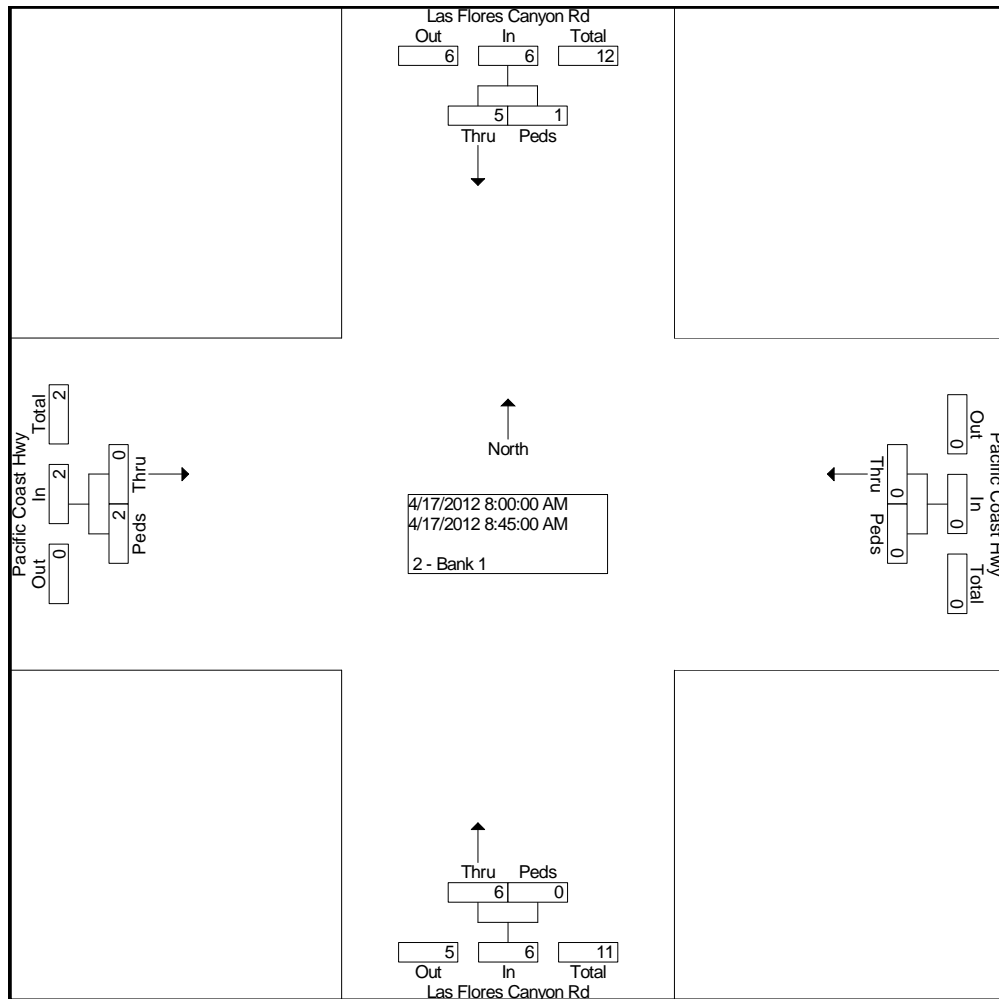 Las Flores Canyon Rd
Out In Total
6 6 12
5 1
Thru Peds
Pacific Coast Hwy
Total In Out
2 2 0
0 2
Thru Peds
North
4/17/2012 8:00:00 AM
4/17/2012 8:45:00 AM
2 - Bank 1
Pacific Coast Hwy
Out In Total
0 0 0
Thru Peds
0 0
Thru Peds
6 0
5 6 11
Out In Total
Las Flores Canyon Rd